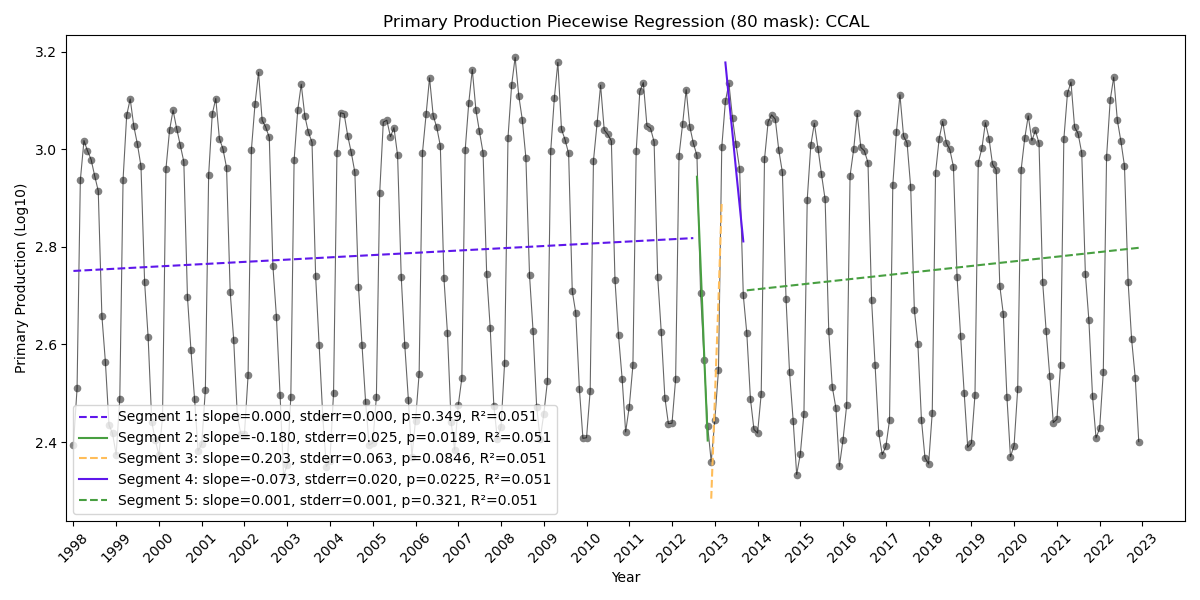 Primary Production Piecewise Regression (80 mask): CCAL
Primary Production (Log10)
3.2
3.0
2.8
2.6
2.4
Segment 1: slope=0.000, stderr=0.000, p=0.349, R²=0.051
Segment 2: slope=-0.180, stderr=0.025, p=0.0189, R²=0.051
Segment 3: slope=0.203, stderr=0.063, p=0.0846, R²=0.051
Segment 4: slope=-0.073, stderr=0.020, p=0.0225, R²=0.051
Segment 5: slope=0.001, stderr=0.001, p=0.321, R²=0.051
1998 1999 2000 2001 2002 2003 2004 2005 2006 2007 2008 2009 2010 2011 2012 2013 2014 2015 2016 2017 2018 2019 2020 2021 2022 2023
Year